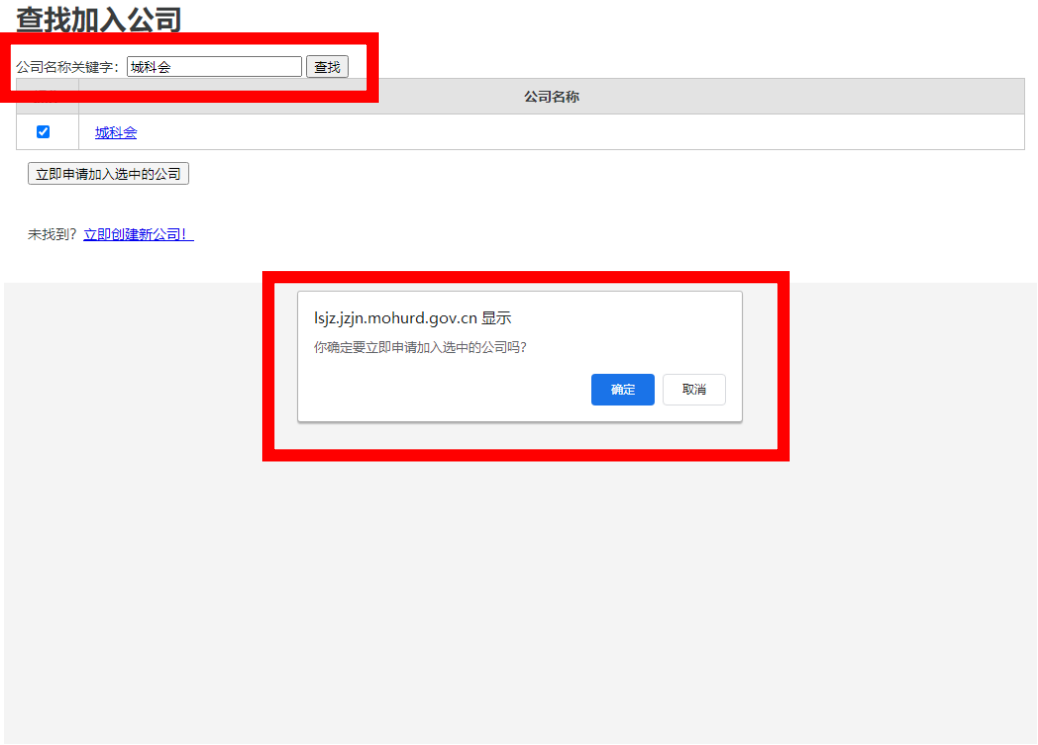 查找加入公司
公司名称关键字：城科会 查找
公司名称
城科会
立即申请加入选中的公司
未找到？立即创建新公司！
lsjz.jzjn.mohurd.gov.cn 显示
你确定要立即申请加入选中的公司吗？
确定 取消